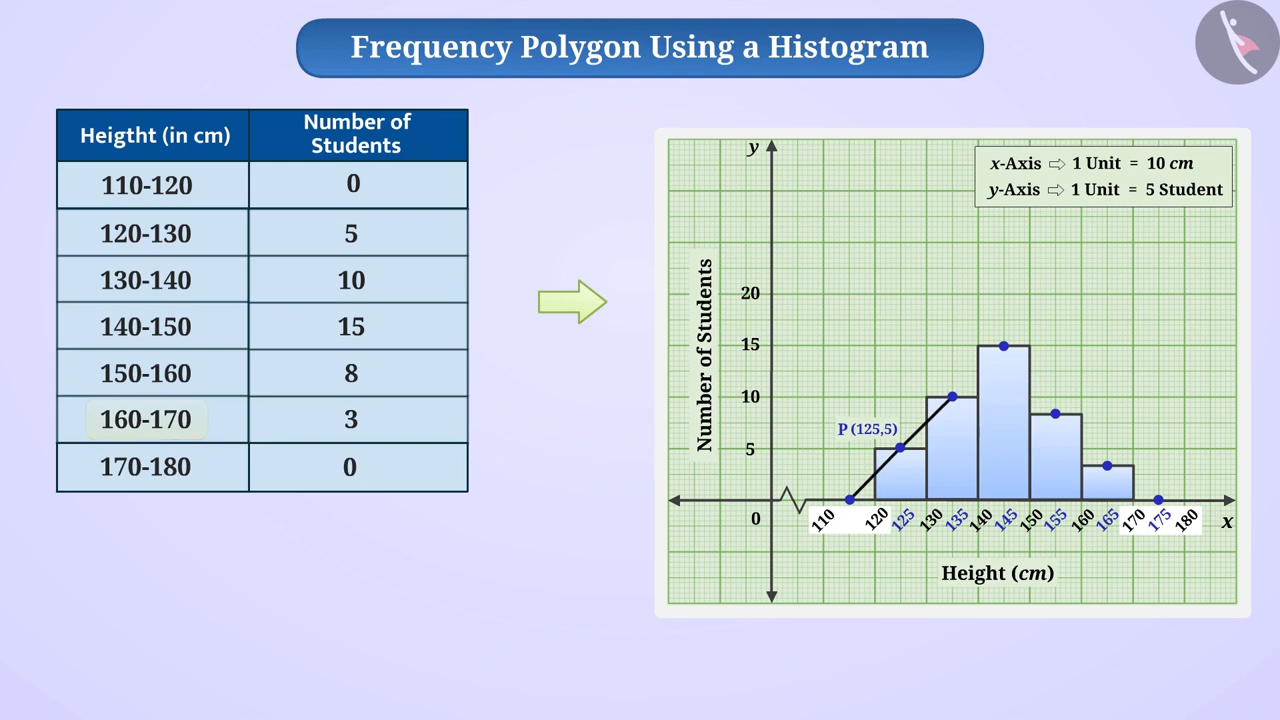 Frequency Polygon Using a Histogram
Heigtht (in cm)
Number of
Students
110-120
0
120-130
5
130-140
10
140-150
15
150-160
8
160-170
3
170-180
0
y
x-Axis ⇨ 1 Unit = 10 cm
y-Axis ⇨ 1 Unit = 5 Student
Number of Students
20
15
10
5
P (125,5)
0
110 120 125 130 135 140 145 150 155 160 165 170 175 180 x
Height (cm)